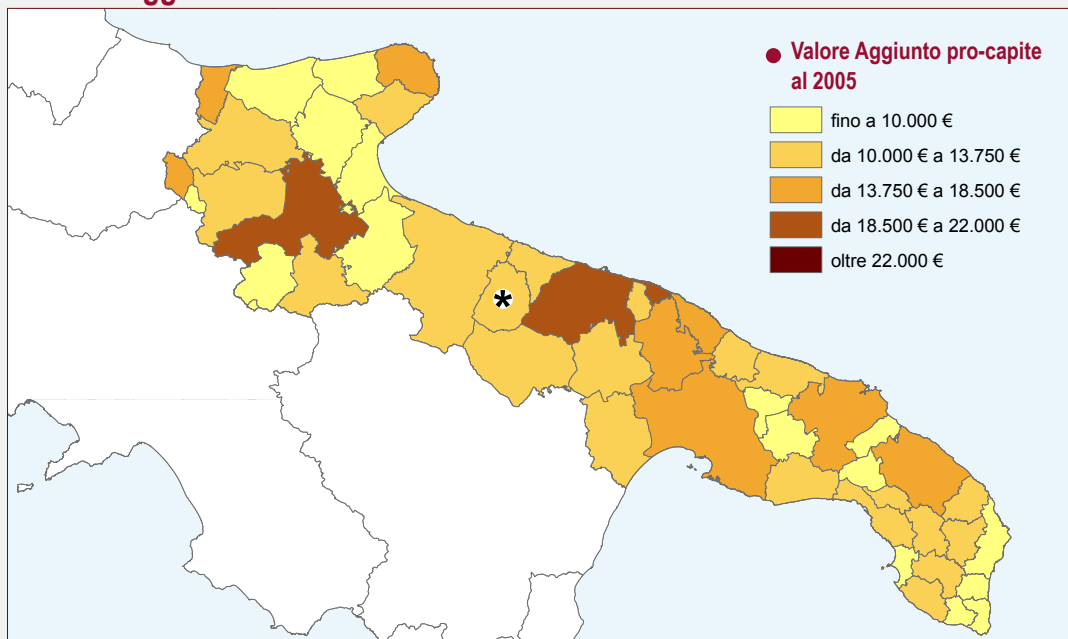 Valore Aggiunto pro-capite
al 2005
fino a 10.000 €
da 10.000 € a 13.750 €
da 13.750 € a 18.500 €
da 18.500 € a 22.000 €
oltre 22.000 €
*